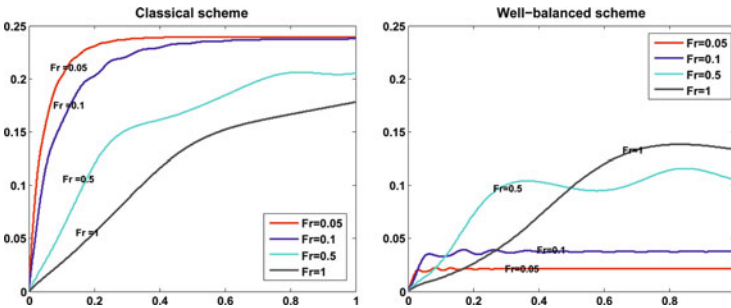 Classical scheme
0.25
0.2
0.15
0.1
0.05
0
0 0.2 0.4 0.6 0.8 1
Fr=0.05
Fr=0.1
Fr=0.5
Fr=1
Fr=0.05
Fr=0.1
Fr=0.5
Fr=1
Well-balanced scheme
0.25
0.2
0.15
0.1
0.05
0
0 0.2 0.4 0.6 0.8
Fr=0.05
Fr=0.1
Fr=0.5
Fr=1
Fr=1
Fr=0.5
Fr=0.1
Fr=0.05